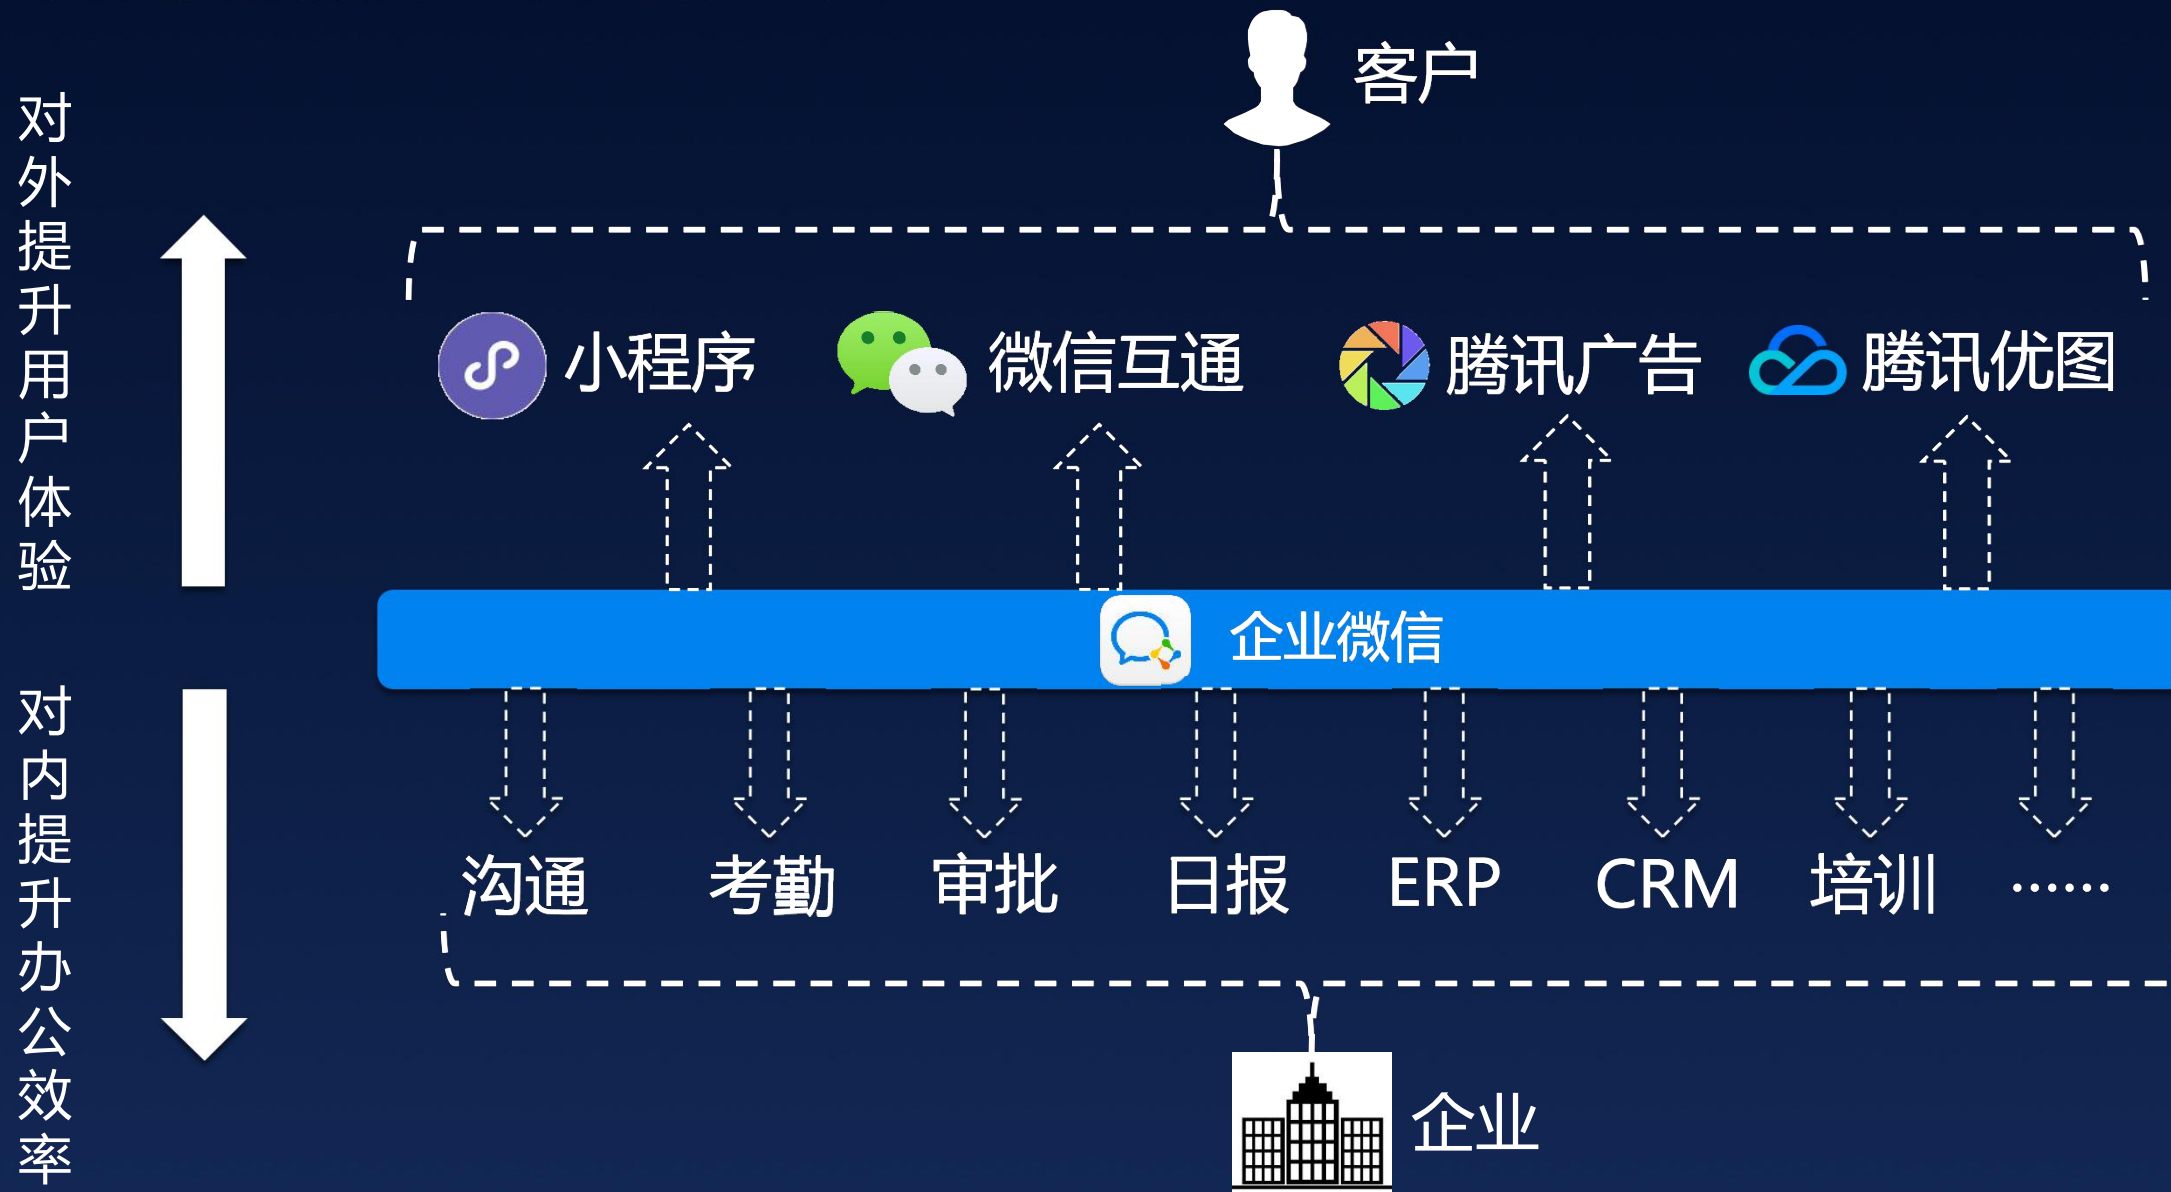 客户
对外提升用户体验
小程序
微信互通
腾讯广告
腾讯优图
企业微信
对内提升办公效率
沟通
考勤
审批
日报
ERP
CRM
培训
……
企业